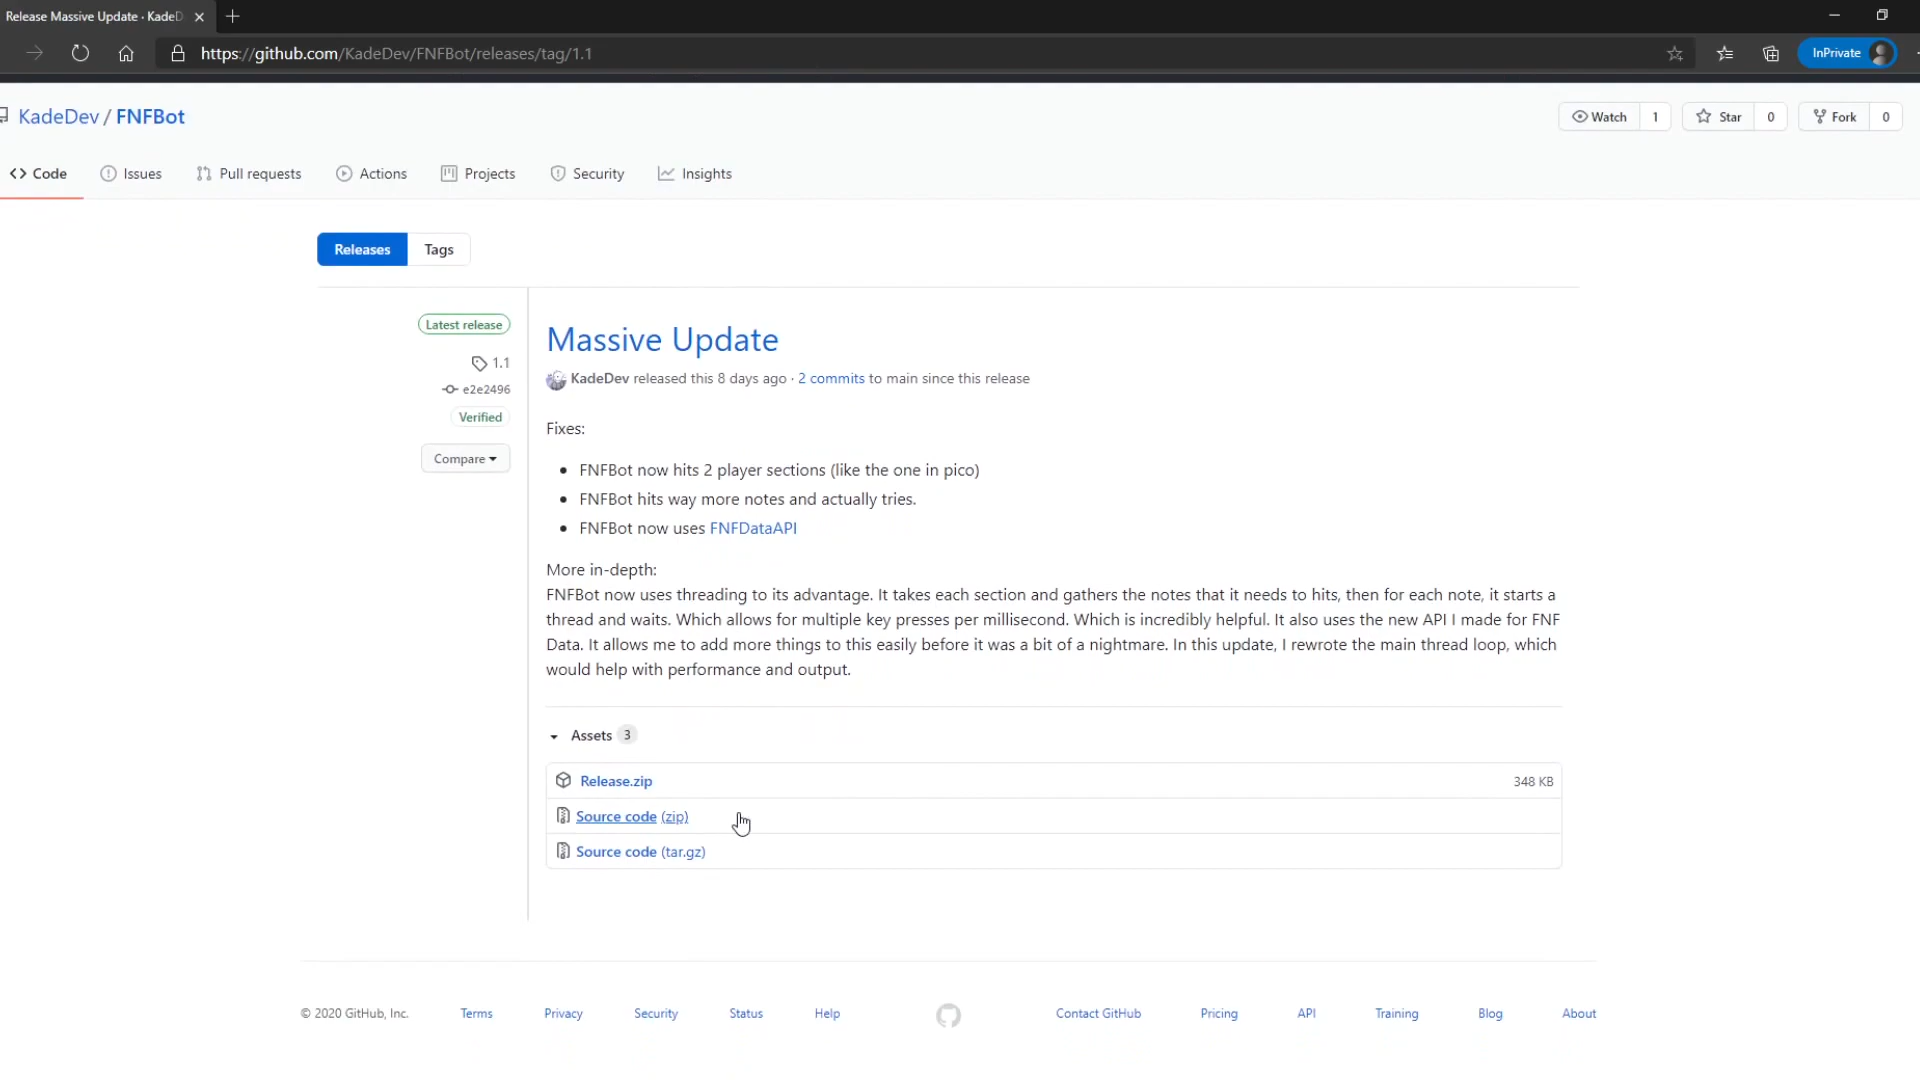 Release Massive Update · KadeD
https://github.com/KadeDev/FNFBot/releases/tag/1.1
InPrivate
KadeDev / FNFBot
Watch 1
Star 0
Fork 0
Code
Issues
Pull requests
Actions
Projects
Security
Insights
Releases
Tags
Latest release
1.1
e2e2496
Verified
Compare
Massive Update
KadeDev released this 8 days ago · 2 commits to main since this release
Fixes:
• FNFBot now hits 2 player sections (like the one in pico)
• FNFBot hits way more notes and actually tries.
• FNFBot now uses FNFDataAPI
More in-depth:
FNFBot now uses threading to its advantage. It takes each section and gathers the notes that it needs to hits, then for each note, it starts a
thread and waits. Which allows for multiple key presses per millisecond. Which is incredibly helpful. It also uses the new API I made for FNF
Data. It allows me to add more things to this easily before it was a bit of a nightmare. In this update, I rewrote the main thread loop, which
would help with performance and output.
Assets 3
Release.zip 348 KB
Source code (zip)
Source code (tar.gz)
© 2020 GitHub, Inc. Terms Privacy Security Status Help Contact GitHub Pricing API Training Blog About